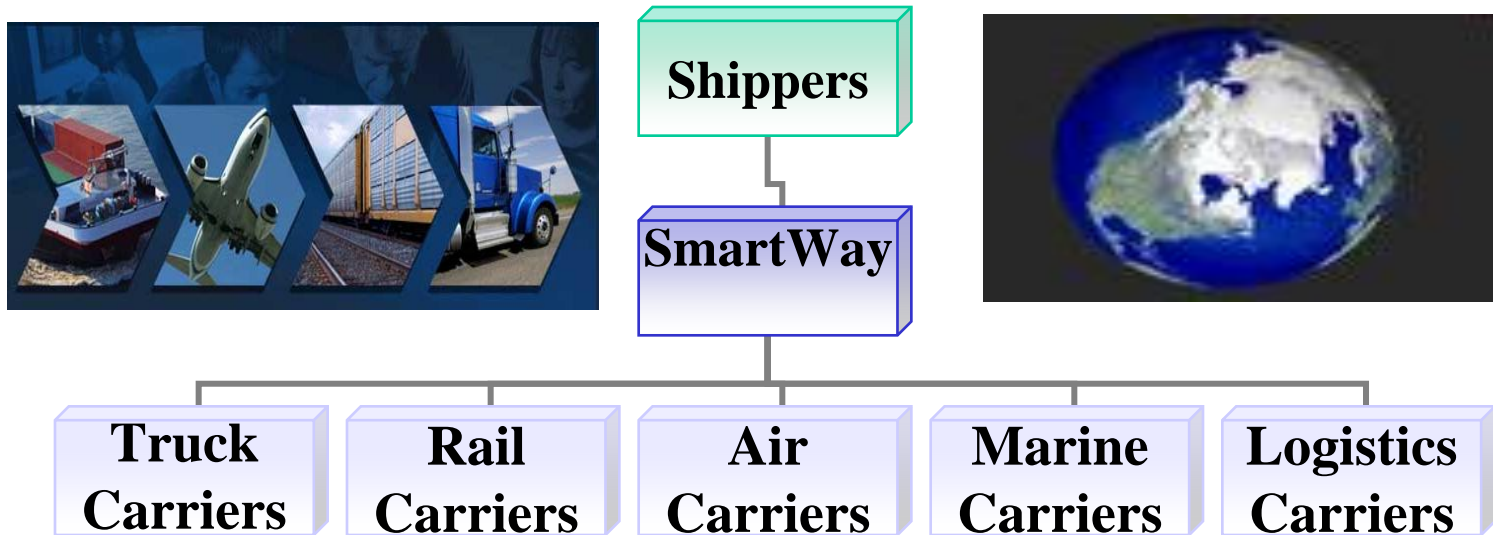 Shippers
SmartWay
Truck
Carriers
Rail
Carriers
Air
Carriers
Marine
Carriers
Logistics
Carriers